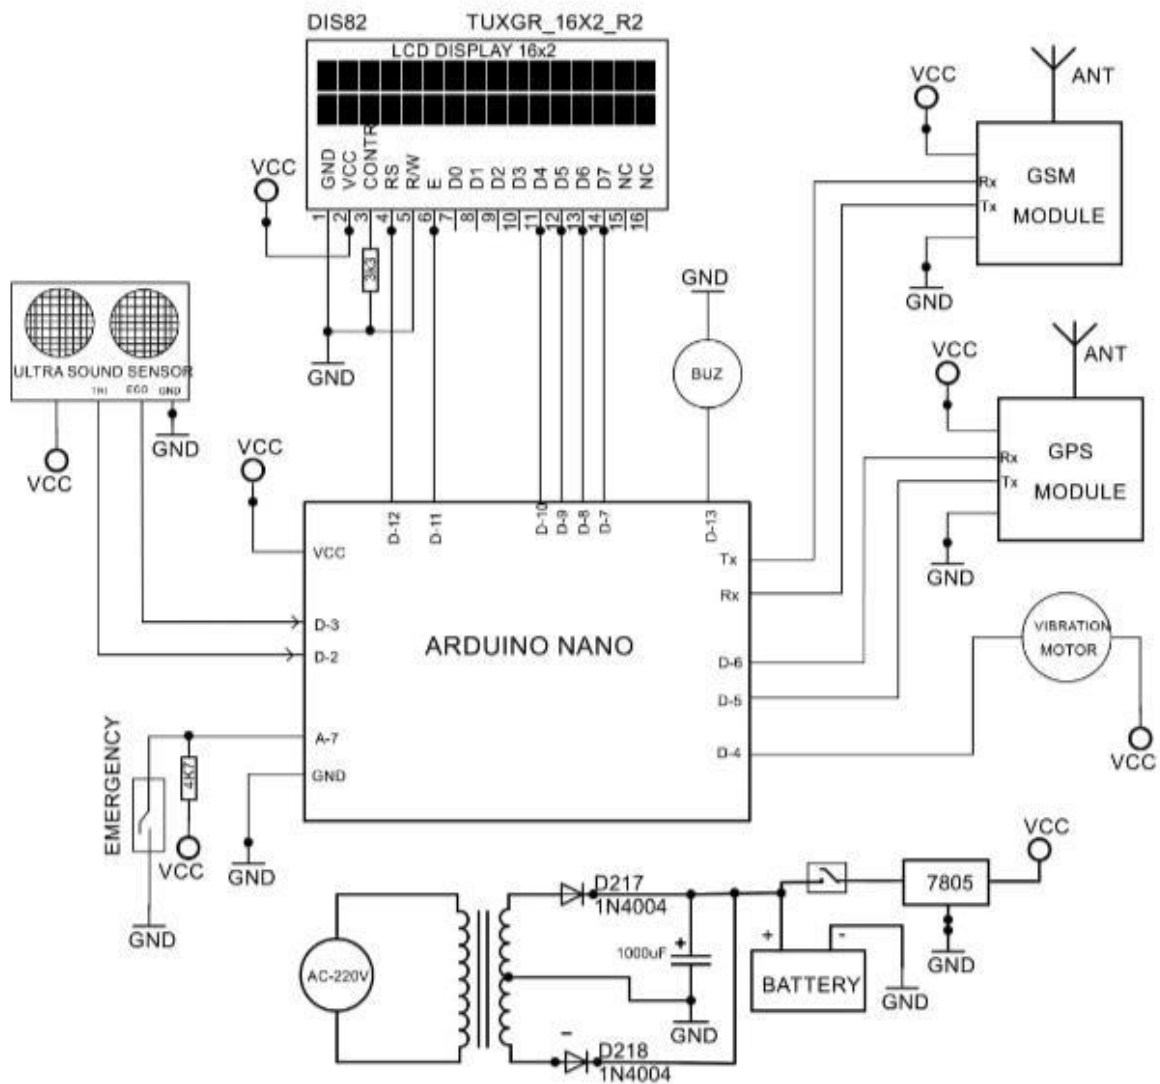 DIS82 TUXGR_16X2_R2
LCD DISPLAY 16x2
GND
VCC
CONTR
RS
R/W
E
D0
D1
D2
D3
D4
D5
D6
D7
NC
NC
1
2
3
4
5
6
7
8
9
10
11
12
13
14
15
16
VCC
3k3
GND
ULTRA SOUND SENSOR
TRI ECO GND
VCC
GND
VCC
ANT
GSM
MODULE
Rx
Tx
GND
VCC
ANT
GPS
MODULE
Rx
Tx
GND
GND
BUZ
VCC
D-12
D-11
D-10
D-9
D-8
D-7
D-13
VCC
D-3
D-2
A-7
GND
ARDUINO NANO
Tx
Rx
D-6
D-5
D-4
VIBRATION
MOTOR
VCC
EMERGENCY
4K7
VCC
GND
GND
AC-220V
D217
1N4004
1000uF
+
GND
-
D218
1N4004
+ -
BATTERY
GND
7805
VCC
GND